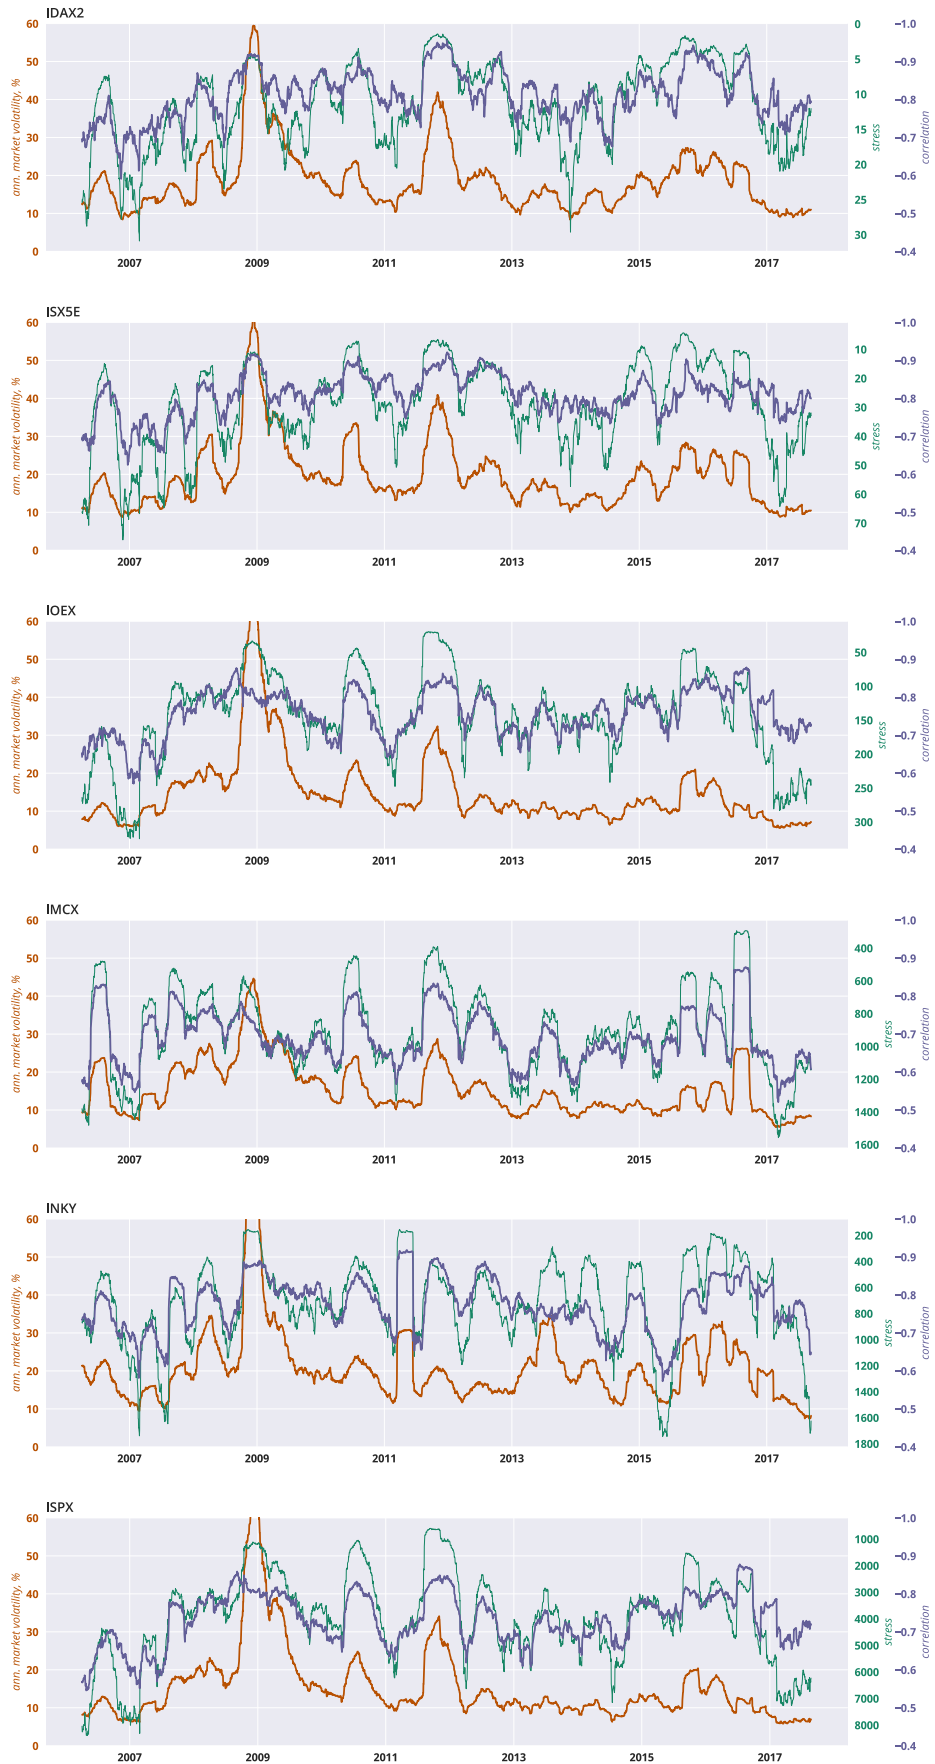 IDAX2
60 0 −1.0
50 5 −0.9
40 10 −0.8
30 15 −0.7
20 20 −0.6
10 25 −0.5
0 30 −0.4
ann. market volatility, % stress correlation
2007 2009 2011 2013 2015 2017
ISX5E
60 10 −1.0
50 20 −0.9
40 30 −0.8
30 40 −0.7
20 50 −0.6
10 60 −0.5
0 70 −0.4
ann. market volatility, % stress correlation
2007 2009 2011 2013 2015 2017
IOEX
60 50 −1.0
50 100 −0.9
40 150 −0.8
30 200 −0.7
20 250 −0.6
10 300 −0.5
0 −0.4
ann. market volatility, % stress correlation
2007 2009 2011 2013 2015 2017
IMCX
60 400 −1.0
50 600 −0.9
40 800 −0.8
30 1000 −0.7
20 1200 −0.6
10 1400 −0.5
0 1600 −0.4
ann. market volatility, % stress correlation
2007 2009 2011 2013 2015 2017
INKY
60 200 −1.0
50 400 −0.9
40 600 −0.8
30 800 −0.7
20 1000 −0.6
10 1200 −0.5
0 1400 −0.4
1600
1800
ann. market volatility, % stress correlation
2007 2009 2011 2013 2015 2017
ISPX
60 1000 −1.0
50 2000 −0.9
40 3000 −0.8
30 4000 −0.7
20 5000 −0.6
10 6000 −0.5
0 7000 −0.4
8000
ann. market volatility, % stress correlation
2007 2009 2011 2013 2015 2017